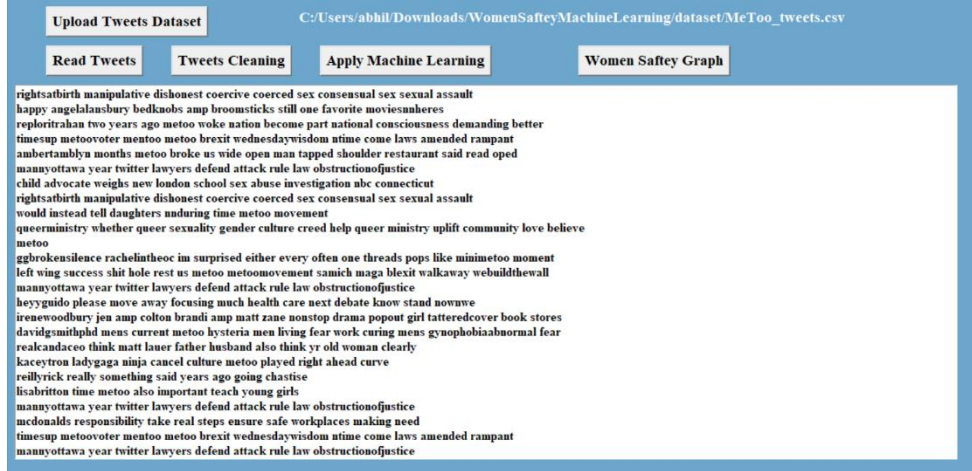 Upload Tweets Dataset
C:/Users/abhil/Downloads/WomenSafteyMachineLearning/dataset/MeToo_tweets.csv
Read Tweets
Tweets Cleaning
Apply Machine Learning
Women Saftey Graph
rightsatbirth manipulative dishonest coercive coerced sex consensual sex sexual assault
happy angelalansbury bedknobs amp broomsticks still one favorite moviesnnheres
reploritrahan two years ago metoo woke nation become part national consciousness demanding better
timesup metoovoter mentoo metoo brexit wednesdaywisdom ntime come laws amended rampant
ambertamblyn months metoo broke us wide open man tapped shoulder restaurant said read oped
mannyottawa year twitter lawyers defend attack rule law obstructionofjustice
child advocate weighs new london school sex abuse investigation nbc connecticut
rightsatbirth manipulative dishonest coercive coerced sex consensual sex sexual assault
would instead tell daughters nnduring time metoo movement
queerministry whether queer sexuality gender culture creed help queer ministry uplift community love believe
metoo
ggbrokensilence rachelintheoc im surprised either every often one threads pops like minimetoo moment
left wing success shit hole rest us metoo metoomovement samich maga blexit walkaway webuildthewall
mannyottawa year twitter lawyers defend attack rule law obstructionofjustice
heyyguido please move away focusing much health care next debate know stand nownwe
irenewoodbury jen amp colton brandi amp matt zane nonstop drama popout girl tatteredcover book stores
davidgsmithphd mens current metoo hysteria men living fear work curing mens gynophobiaabnormal fear
realcandaceo think matt lauer father husband also think yr old woman clearly
kaceytron ladygaga ninja cancel culture metoo played right ahead curve
reillyrick really something said years ago going chastise
lisabritton time metoo also important teach young girls
mannyottawa year twitter lawyers defend attack rule law obstructionofjustice
mcdonalds responsibility take real steps ensure safe workplaces making need
timesup metoovoter mentoo metoo brexit wednesdaywisdom ntime come laws amended rampant
mannyottawa year twitter lawyers defend attack rule law obstructionofjustice